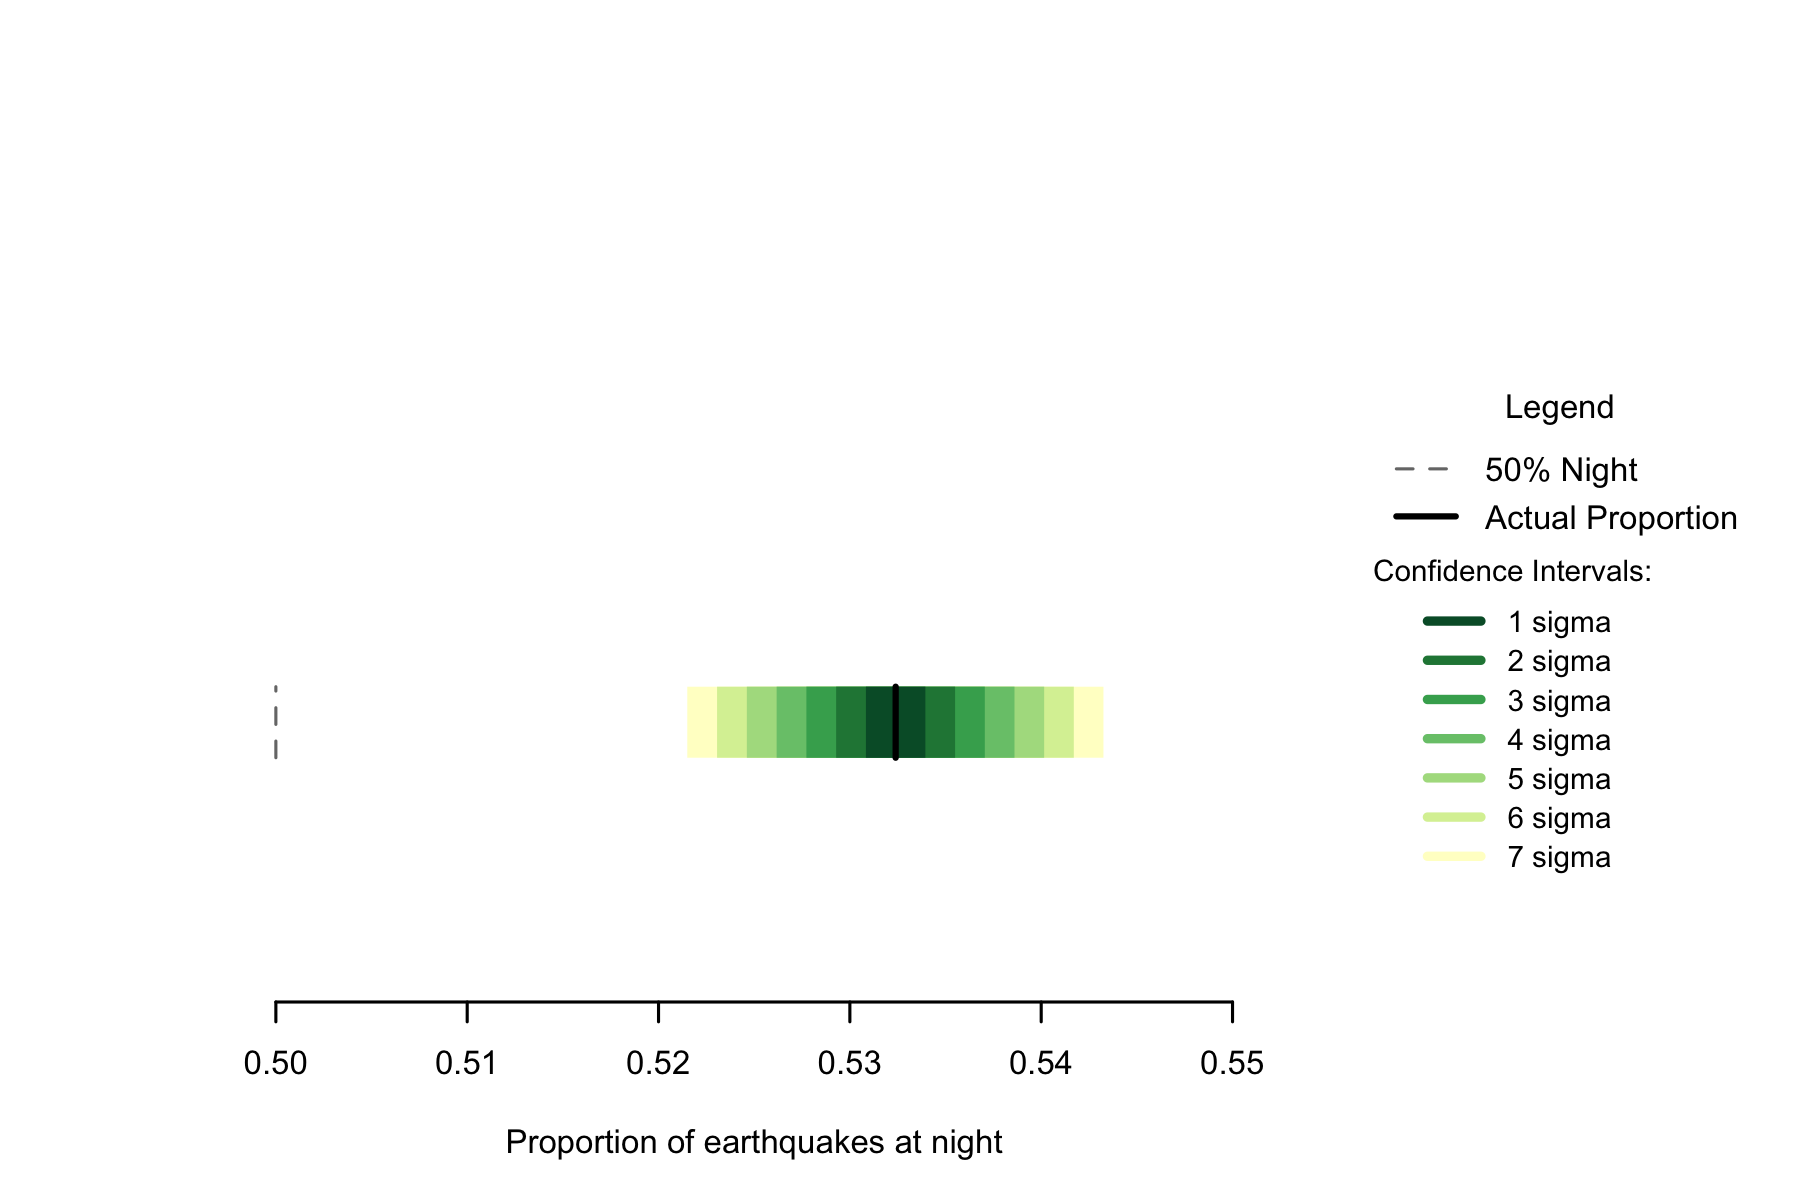 Legend
50% Night
Actual Proportion
Confidence Intervals:
1 sigma
2 sigma
3 sigma
4 sigma
5 sigma
6 sigma
7 sigma
0.50 0.51 0.52 0.53 0.54 0.55
Proportion of earthquakes at night